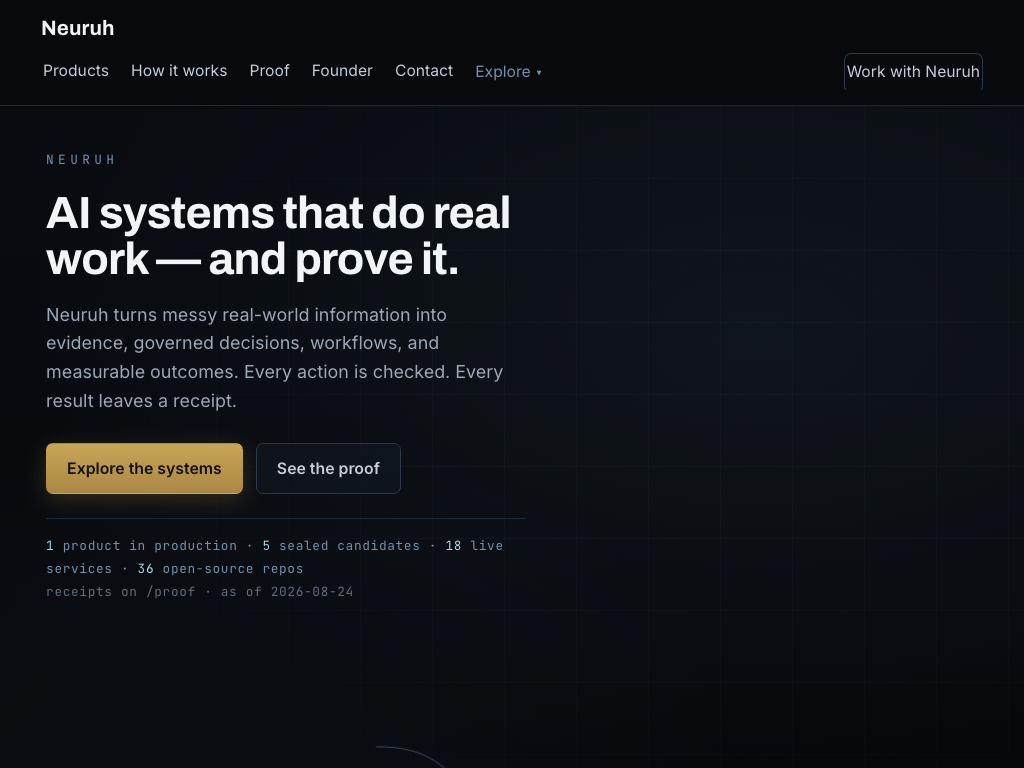 Neuruh
Products How it works Proof Founder Contact Explore ▾ Work with Neuruh
NEURUH
AI systems that do real
work — and prove it.
Neuruh turns messy real-world information into
evidence, governed decisions, workflows, and
measurable outcomes. Every action is checked. Every
result leaves a receipt.
Explore the systems See the proof
1 product in production · 5 sealed candidates · 18 live
services · 36 open-source repos
receipts on /proof · as of 2026-08-24